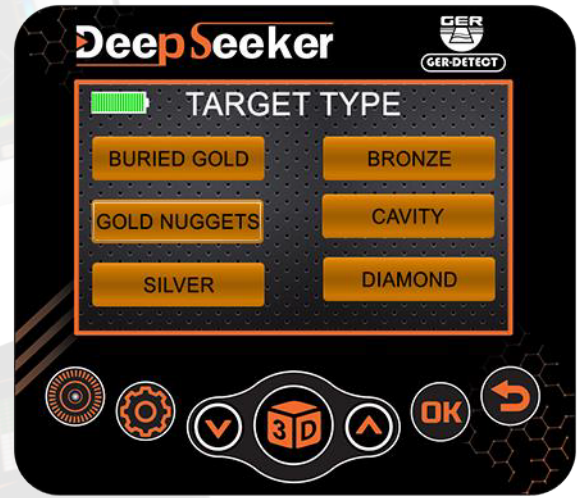 DeepSeeker
GER
GER-DETECT
TARGET TYPE
BURIED GOLD
BRONZE
GOLD NUGGETS
CAVITY
SILVER
DIAMOND
3D
OK